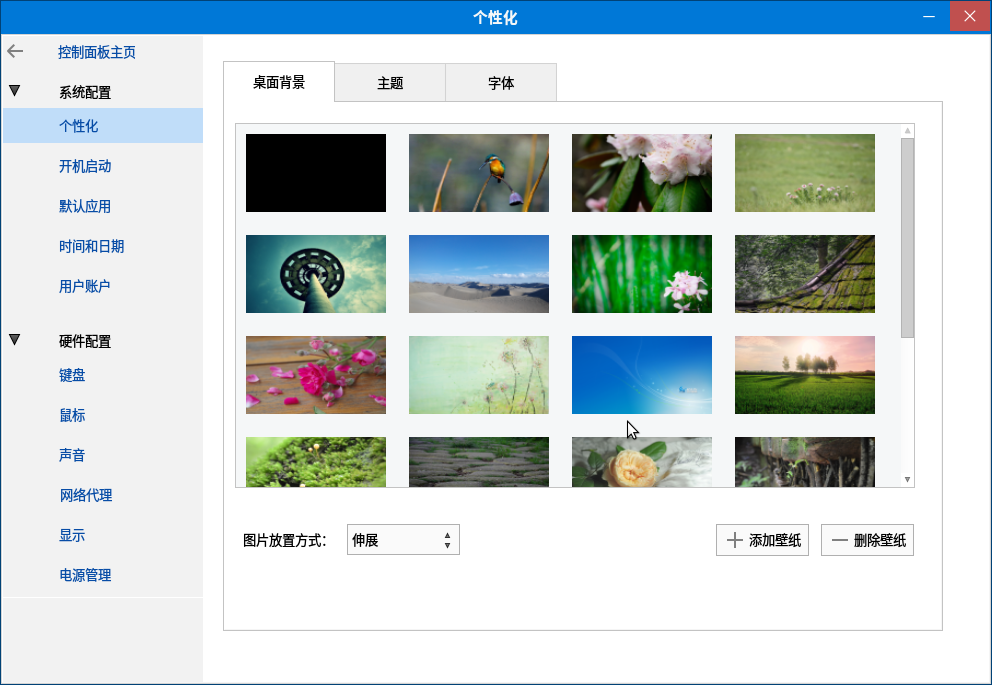 个性化
控制面板主页
系统配置
个性化
开机启动
默认应用
时间和日期
用户账户
硬件配置
键盘
鼠标
声音
网络代理
显示
电源管理
桌面背景 主题 字体
图片放置方式： 伸展 添加壁纸 删除壁纸